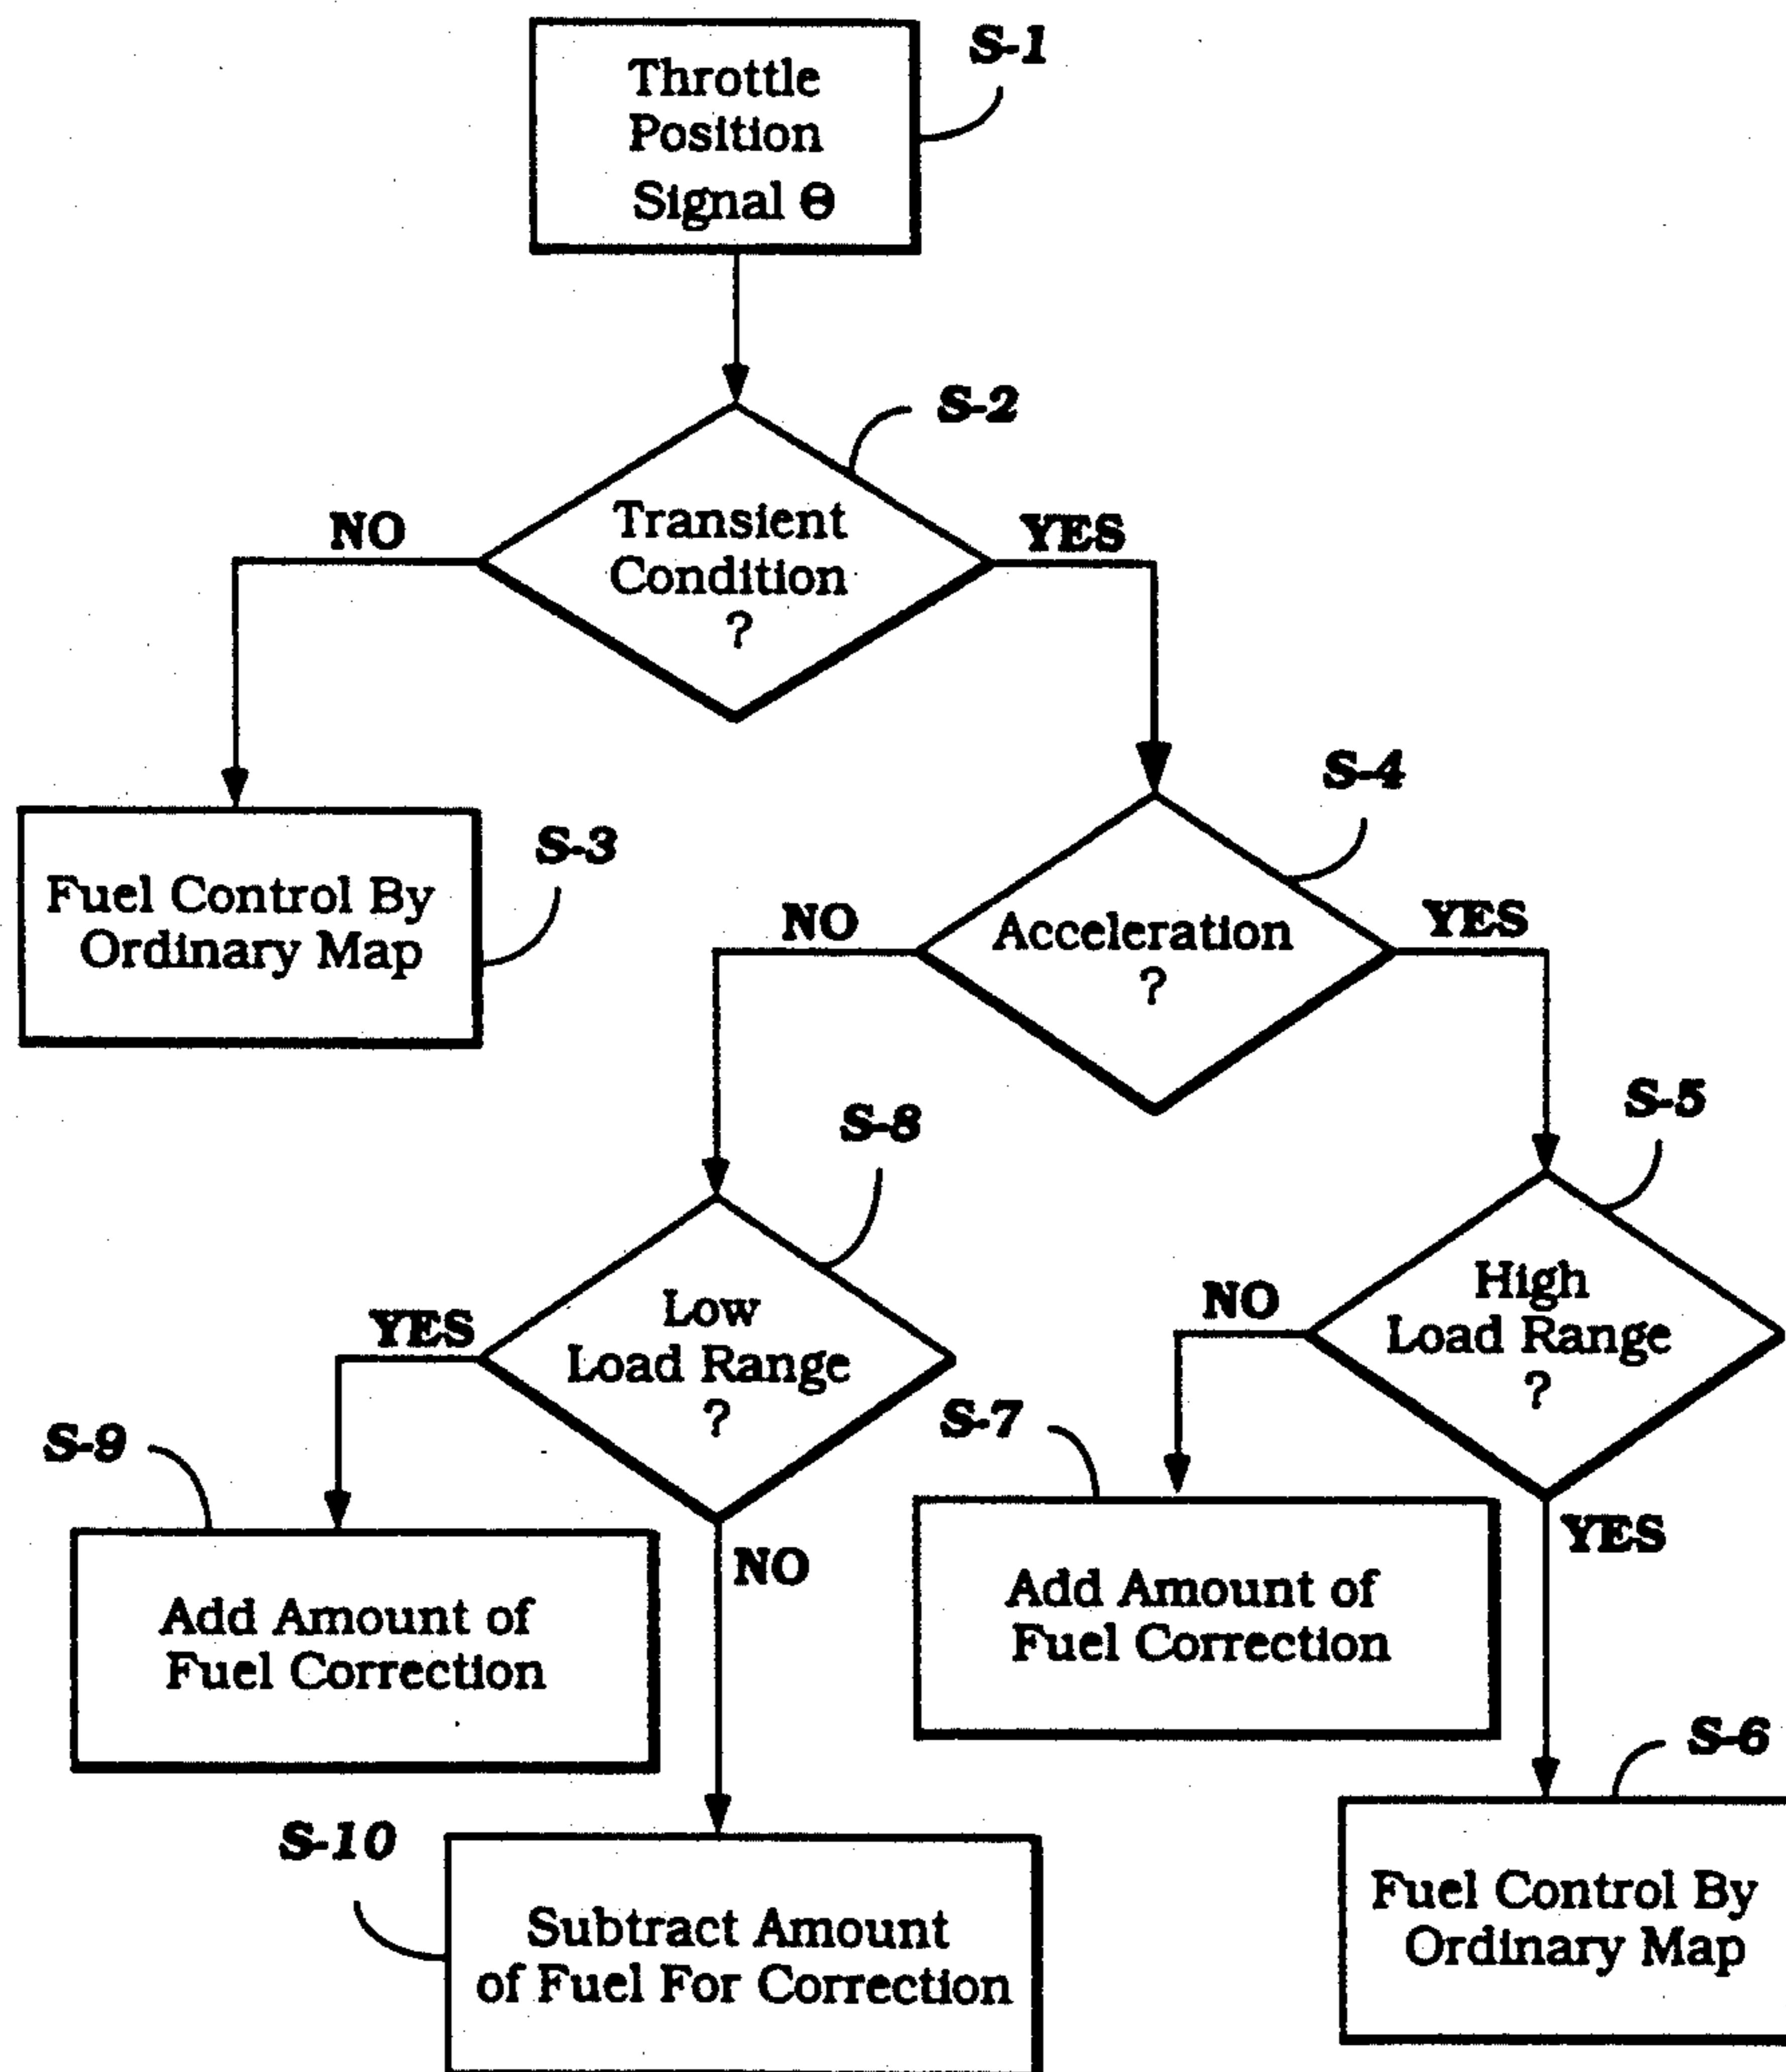 S-1
Throttle
Position
Signal Θ
S-2
NO
YES
Transient
Condition
?
S-4
S-3
Fuel Control By
Ordinary Map
NO
YES
Acceleration
?
S-8
S-5
YES
Low
Load Range
?
NO
High
Load Range
?
S-9
S-7
NO
YES
Add Amount of
Fuel Correction
Add Amount of
Fuel Correction
S-6
S-10
Subtract Amount
of Fuel For Correction
Fuel Control By
Ordinary Map